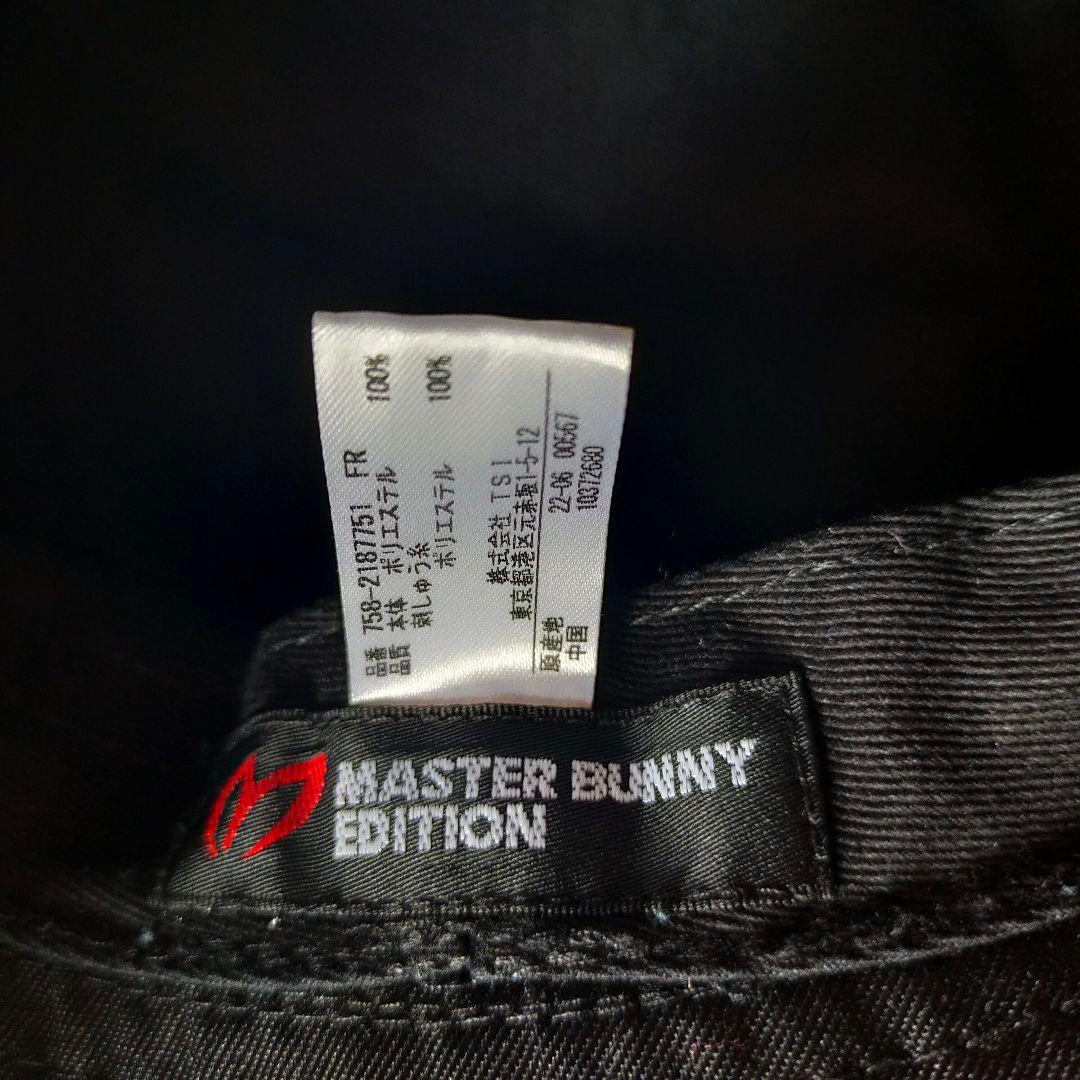 品番 758-2187751 FR
品質 本体 ポリエステル 100%
刺しゅう糸
ポリエステル 100%
株式会社 TSI
東京都港区元赤坂1-5-12
原産地 22-06 00567
中国 10372680
MASTER BUNNY
EDITION